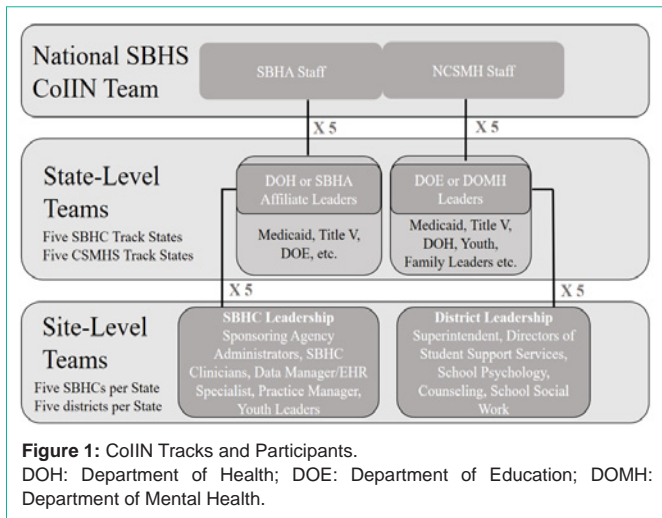 National SBHS
CoIIN Team
SBHA Staff
NCSMH Staff
X 5
X 5
State-Level
Teams
Five SBHC Track States
Five CSMHS Track States
DOH or SBHA
Affiliate Leaders
Medicaid, Title V,
DOE, etc.
DOE or DOMH
Leaders
Medicaid, Title V,
DOH, Youth,
Family Leaders etc.
X 5
X 5
Site-Level
Teams
Five SBHCs per State
Five districts per State
SBHC Leadership
Sponsoring Agency
Administrators, SBHC
Clinicians, Data Manager/EHR
Specialist, Practice Manager,
Youth Leaders
District Leadership
Superintendent, Directors of
Student Support Services,
School Psychology,
Counseling, School Social
Work
Figure 1: CoIIN Tracks and Participants.
DOH: Department of Health; DOE: Department of Education; DOMH:
Department of Mental Health.